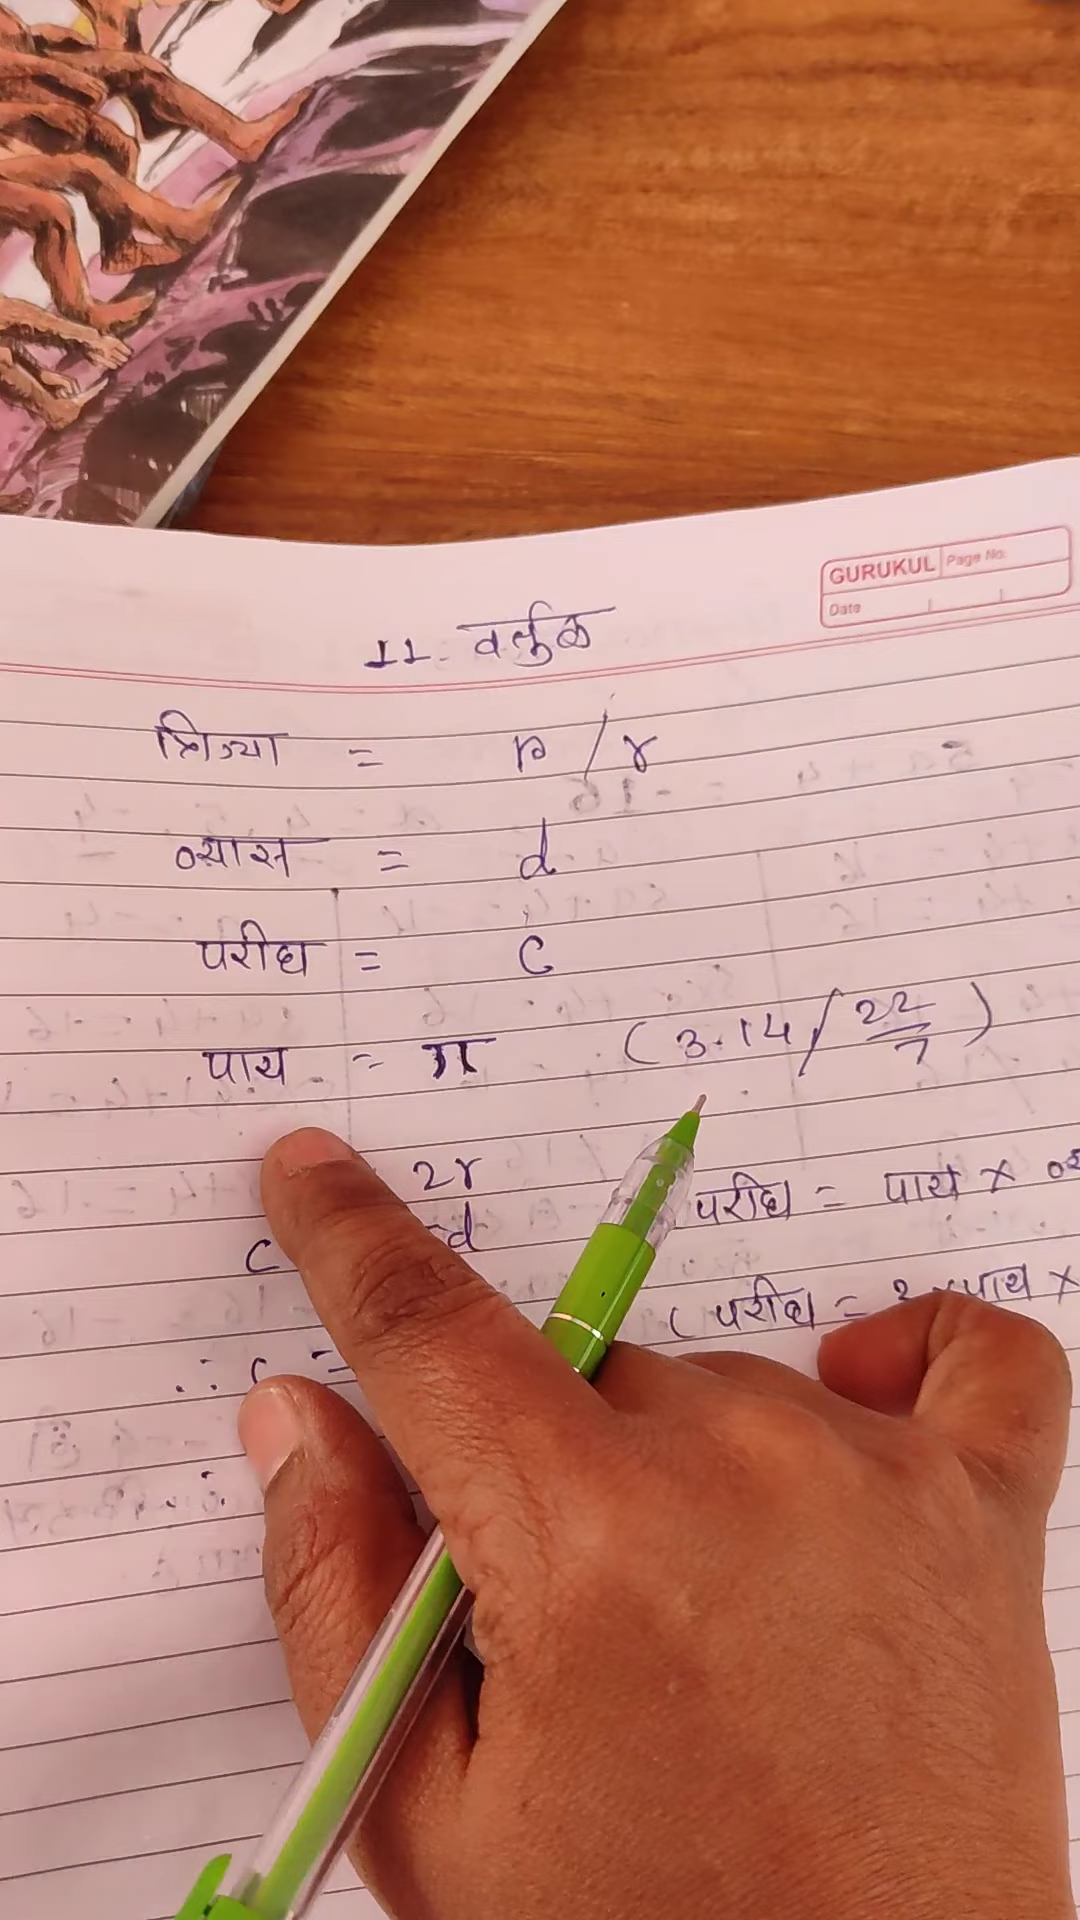 GURUKUL Page No.
Date
11. वर्तुळ
त्रिज्या = r / r
व्यास = d
परीघ = C
पाय = π (3.14 / 22/7)
2r
परीघ = पाय ×
C d
(परीघ = 2 × पाय ×
∴ C =
∴